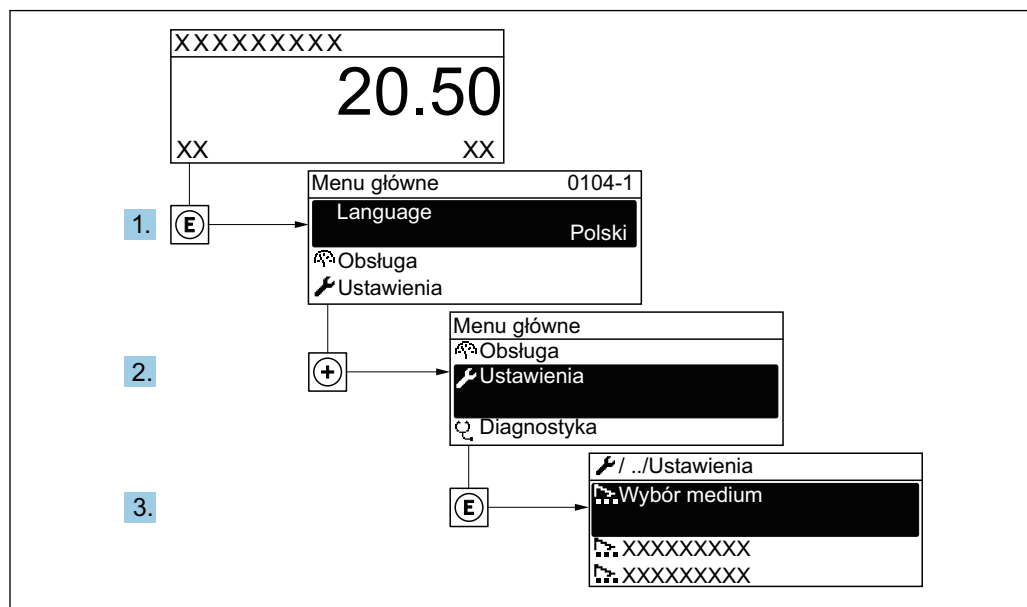 XXXXXXXXX
20.50
XX XX
Menu główne 0104-1
Language
Polski
1. E
Obsługa
Ustawienia
Menu główne
Obsługa
2. +
Ustawienia
Diagnostyka
/ ../Ustawienia
3. E
Wybór medium
XXXXXXXXX
XXXXXXXXX